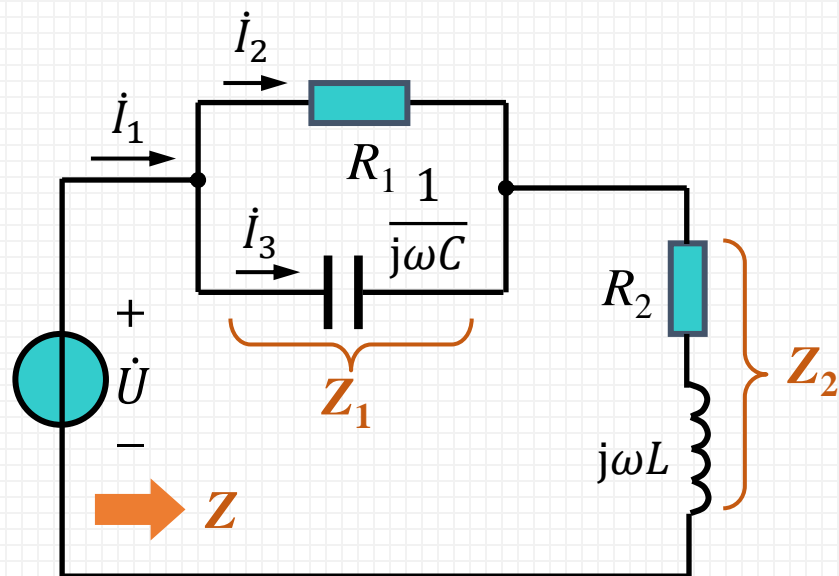 İ₂
İ₁
R₁
1
jωC
İ₃
R₂
Z₂
+
U̇
−
Z₁
jωL
Z